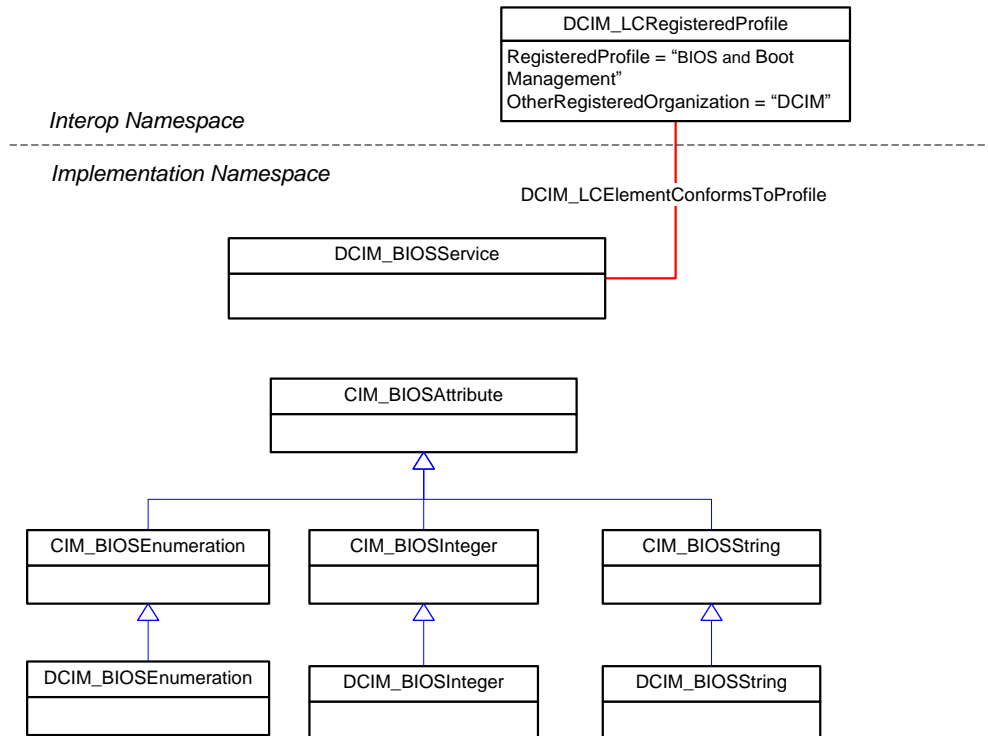 DCIM_LCRegisteredProfile
RegisteredProfile = “BIOS and Boot
Management”
OtherRegisteredOrganization = “DCIM”
Interop Namespace
Implementation Namespace
DCIM_LCElementConformsToProfile
DCIM_BIOSService
CIM_BIOSAttribute
CIM_BIOSEnumeration
CIM_BIOSInteger
CIM_BIOSString
DCIM_BIOSEnumeration
DCIM_BIOSInteger
DCIM_BIOSString